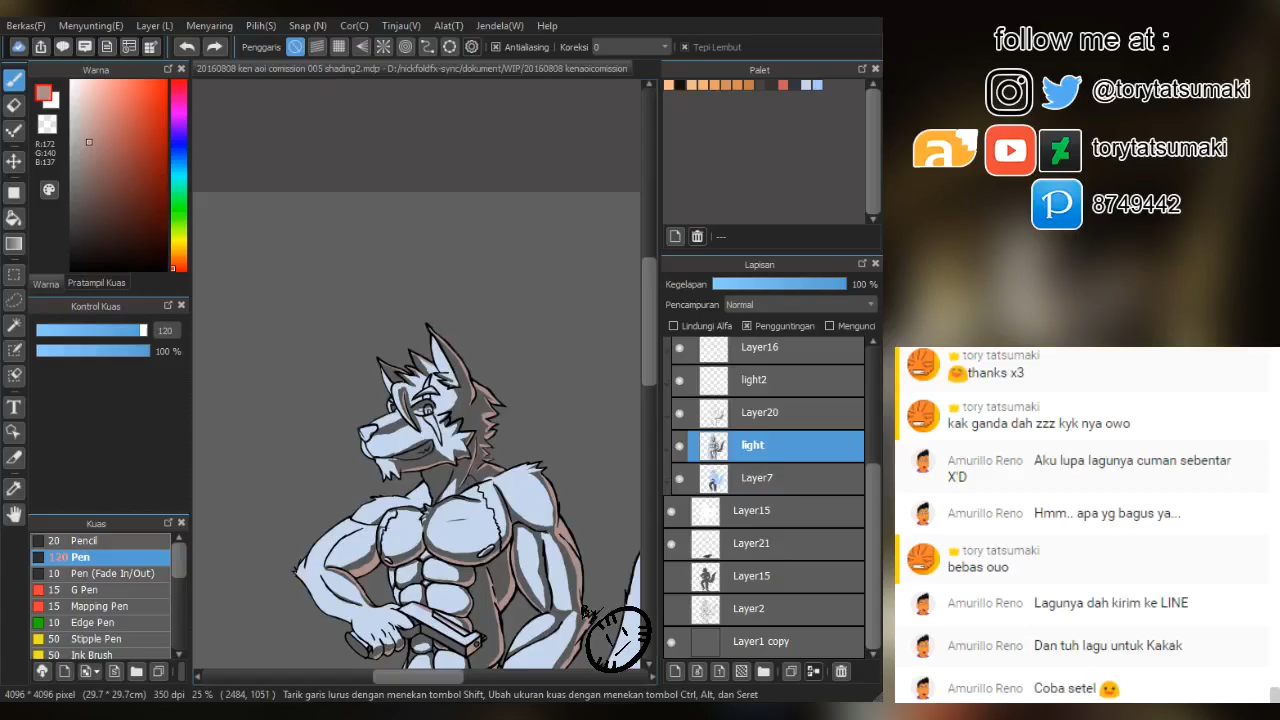 Berkas(F) Menyunting(E) Layer (L) Menyaring Pilih(S) Snap (N) Cor(C) Tinjau(V) Alat(T) Jendela(W) Help
Penggaris Antialiasing Koreksi 0 Tepi Lembut
Warna
20160808 ken aoi comission 005 shading2.mdp - D:/nickfoldfx-sync/dokument/WIP/20160808 kenaoicomission
Palet
R:172
G:140
B:137
---
Warna Pratampil Kuas
Kontrol Kuas
120
100 %
Kuas
20 Pencil
120 Pen
10 Pen (Fade In/Out)
15 G Pen
15 Mapping Pen
10 Edge Pen
50 Stipple Pen
50 Ink Brush
Lapisan
Kegelapan 100 %
Pencampuran Normal
Lindungi Alfa Pengguntingan Mengunci
Layer16
light2
Layer20
light
Layer7
Layer15
Layer21
Layer15
Layer2
Layer1 copy
4096 * 4096 pixel (29.7 * 29.7cm) 350 dpi 25 % (2484, 1051) Tarik garis lurus dengan menekan tombol Shift, Ubah ukuran kuas dengan menekan tombol Ctrl, Alt, dan Seret
follow me at :
@torytatsumaki
torytatsumaki
8749442
tory tatsumaki
thanks x3
tory tatsumaki
kak ganda dah zzz kyk nya owo
Amurillo Reno Aku lupa lagunya cuman sebentar
X'D
Amurillo Reno Hmm.. apa yg bagus ya...
tory tatsumaki
bebas ouo
Amurillo Reno Lagunya dah kirim ke LINE
Amurillo Reno Dan tuh lagu untuk Kakak
Amurillo Reno Coba setel